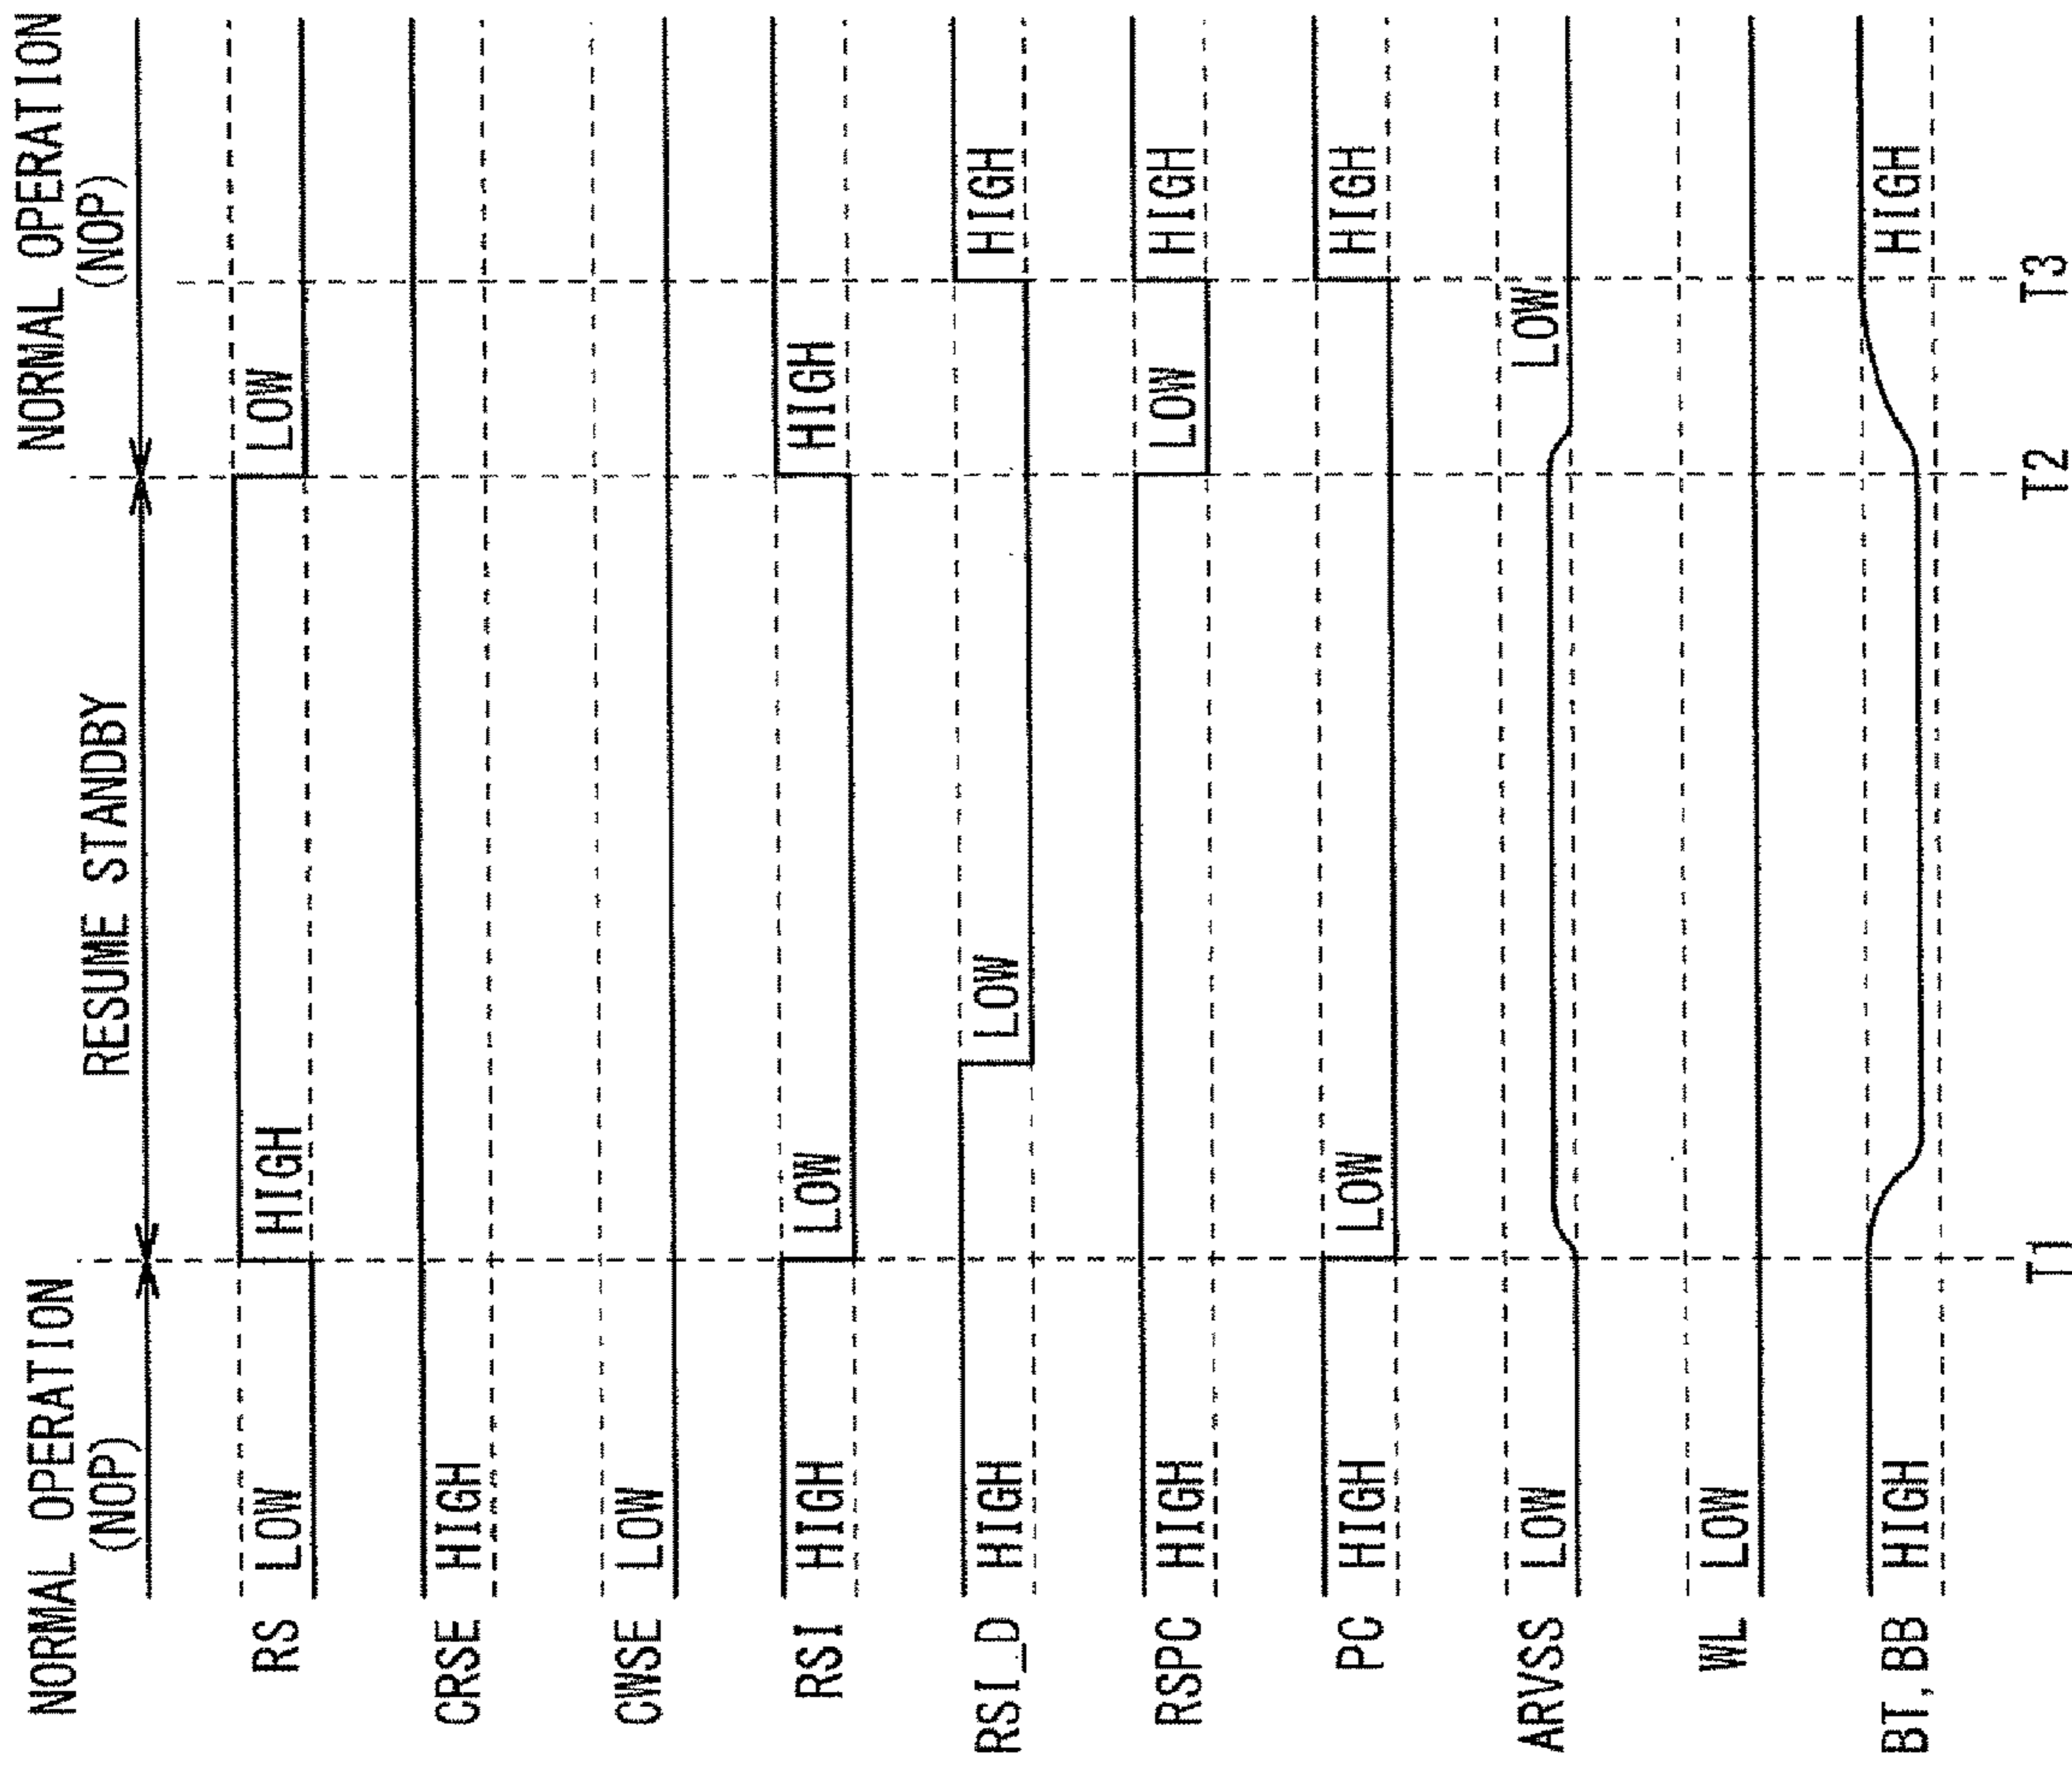 NORMAL OPERATION
(NOP)
RESUME STANDBY
NORMAL OPERATION
(NOP)
RS LOW HIGH LOW
CRSE HIGH
CWSE LOW
RSI HIGH LOW HIGH
RSI_D HIGH LOW HIGH
RSPC HIGH LOW HIGH
PC HIGH LOW HIGH
ARVSS LOW LOW
WL LOW
BT, BB HIGH HIGH
T1 T2 T3